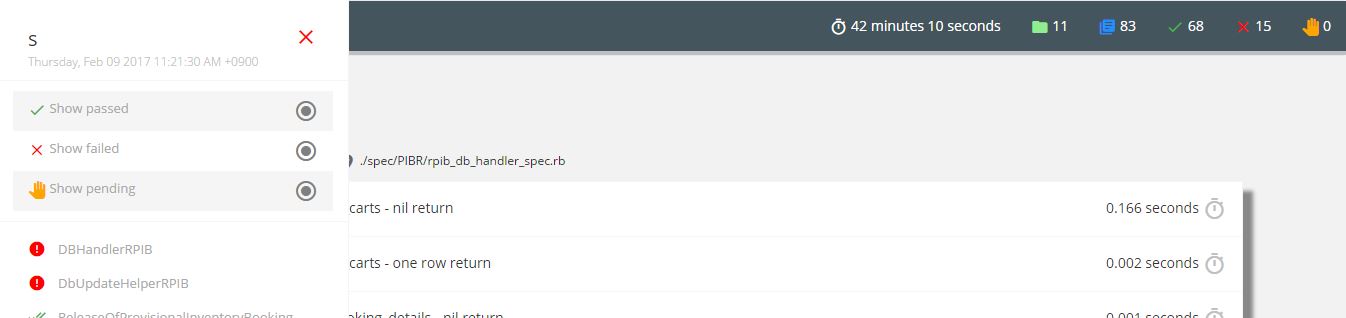 S
Thursday, Feb 09 2017 11:21:30 AM +0900
Show passed
Show failed
Show pending
DBHandlerRPIB
DbUpdateHelperRPIB
ReleaseOfProvisionalInventoryBooking
42 minutes 10 seconds 11 83 68 15 0
./spec/PIBR/rpib_db_handler_spec.rb
carts - nil return 0.166 seconds
carts - one row return 0.002 seconds
oking_details - nil return 0.001 seconds